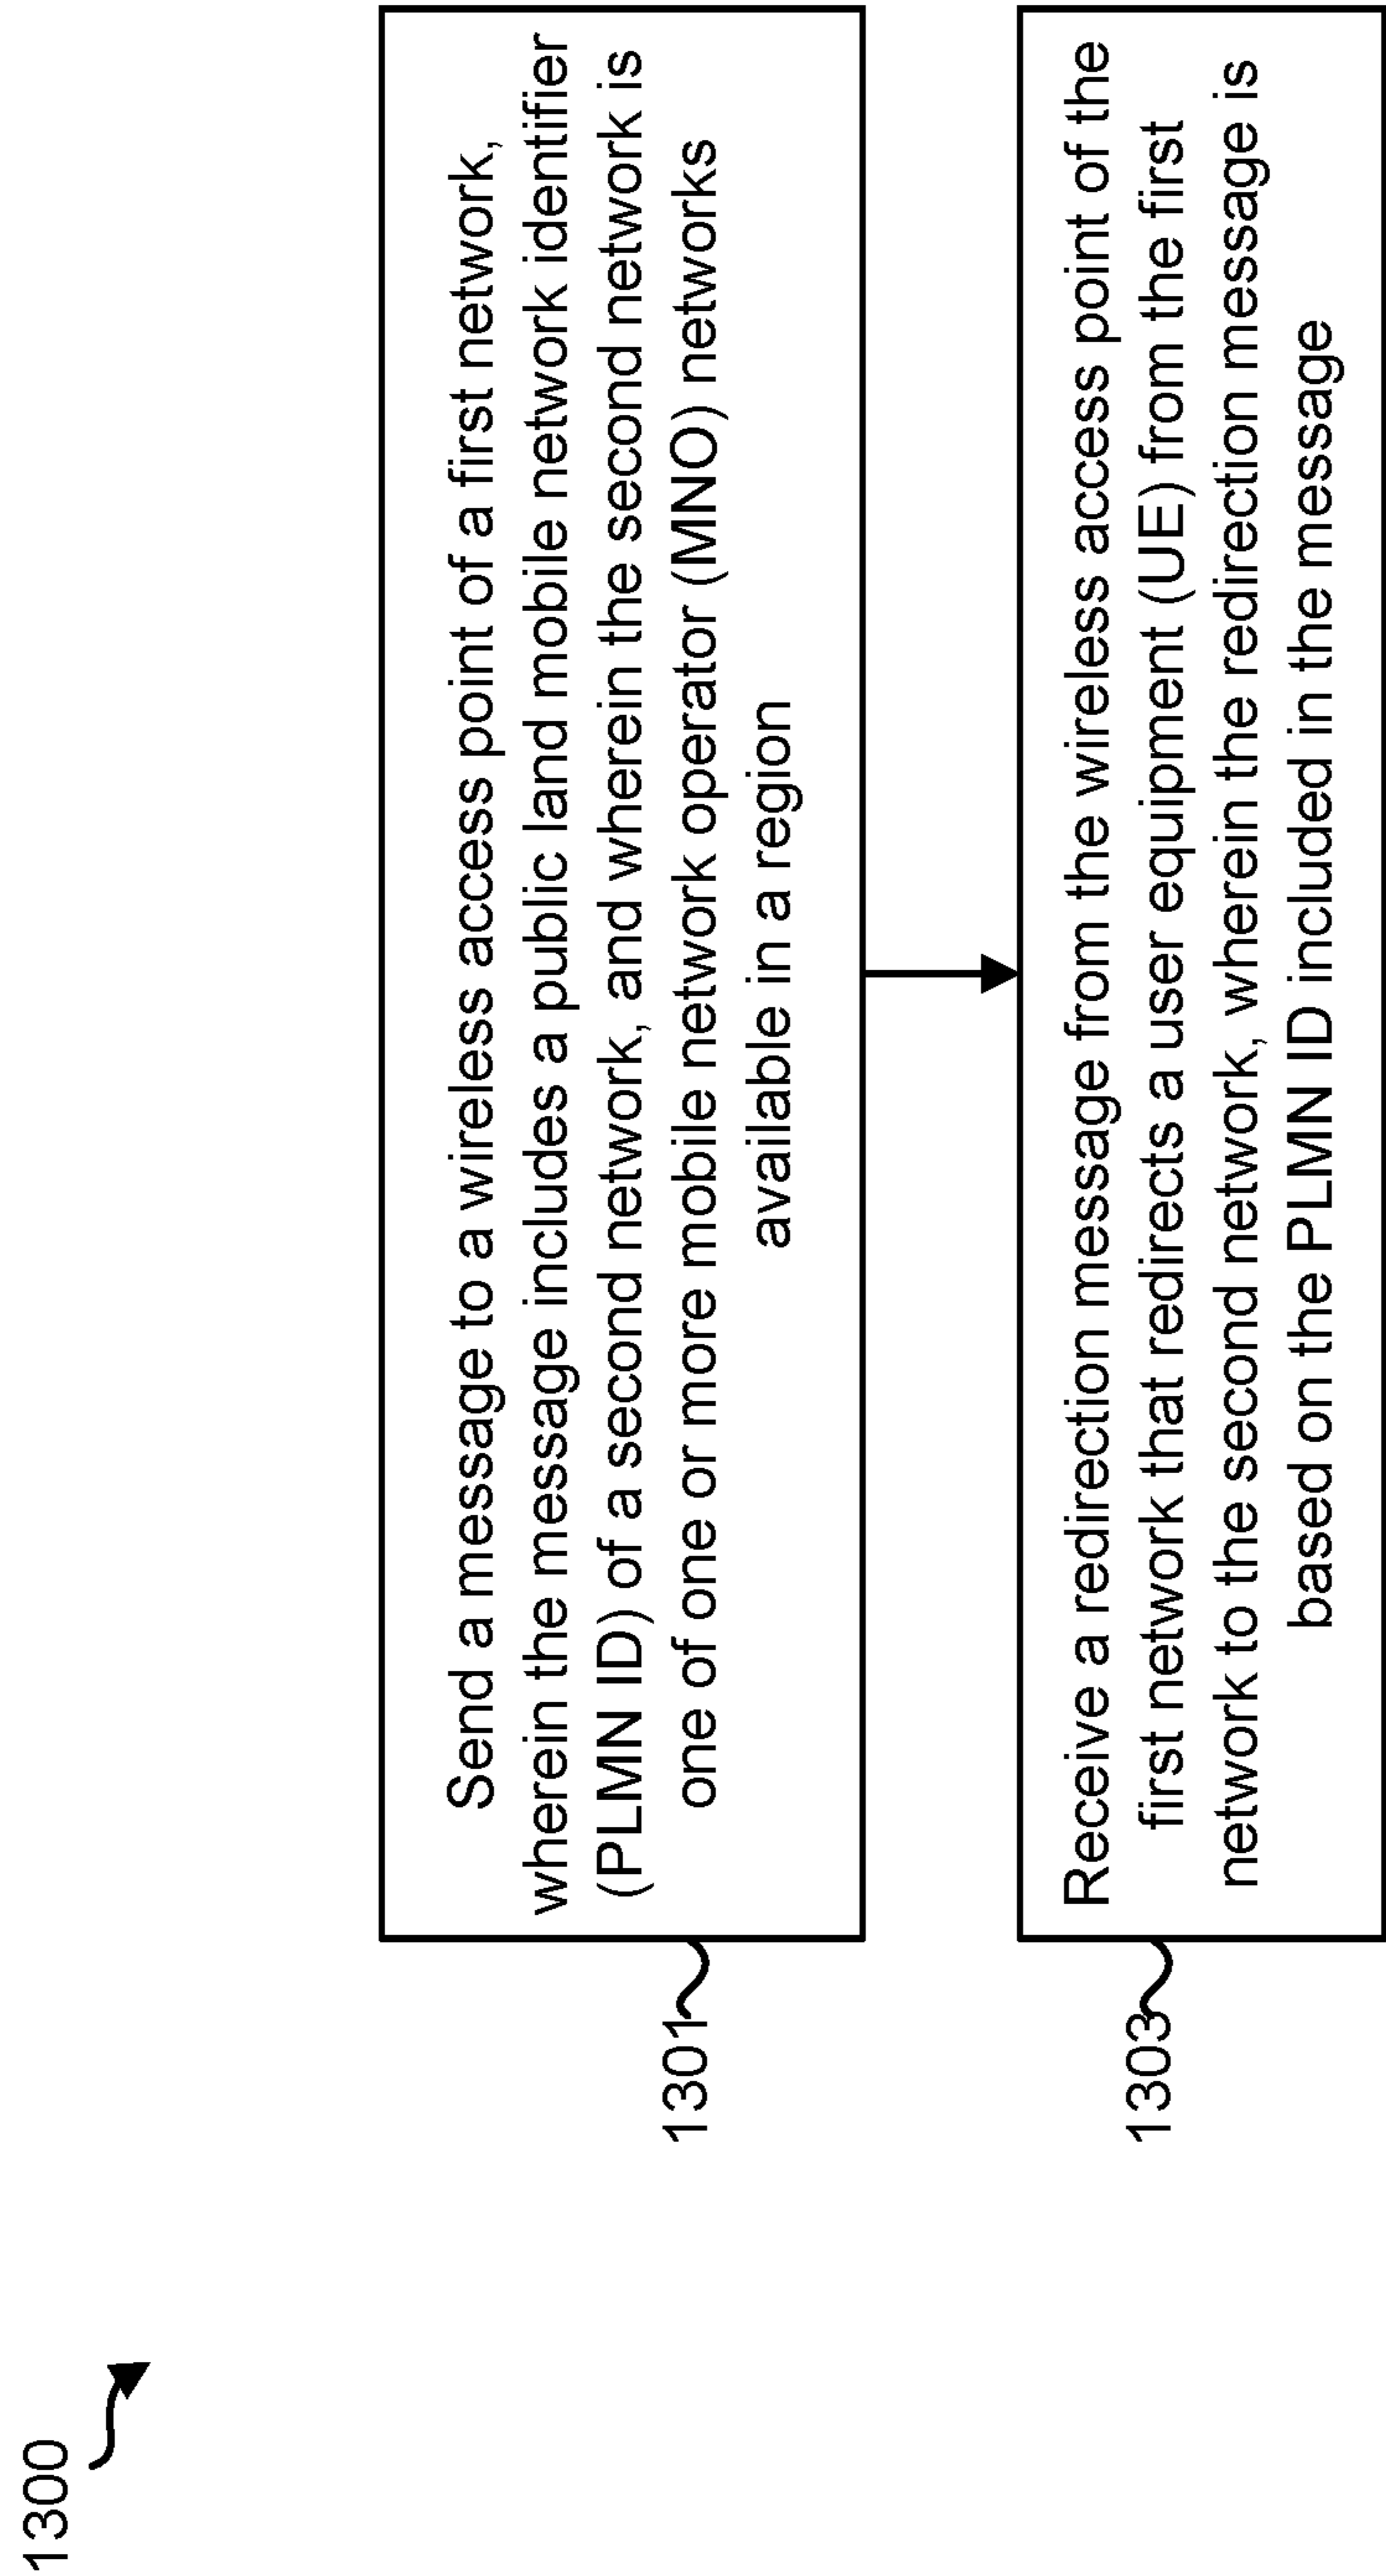 1300
Send a message to a wireless access point of a first network,
wherein the message includes a public land mobile network identifier
(PLMN ID) of a second network, and wherein the second network is
one of one or more mobile network operator (MNO) networks
available in a region
1301
Receive a redirection message from the wireless access point of the
first network that redirects a user equipment (UE) from the first
network to the second network, wherein the redirection message is
based on the PLMN ID included in the message
1303